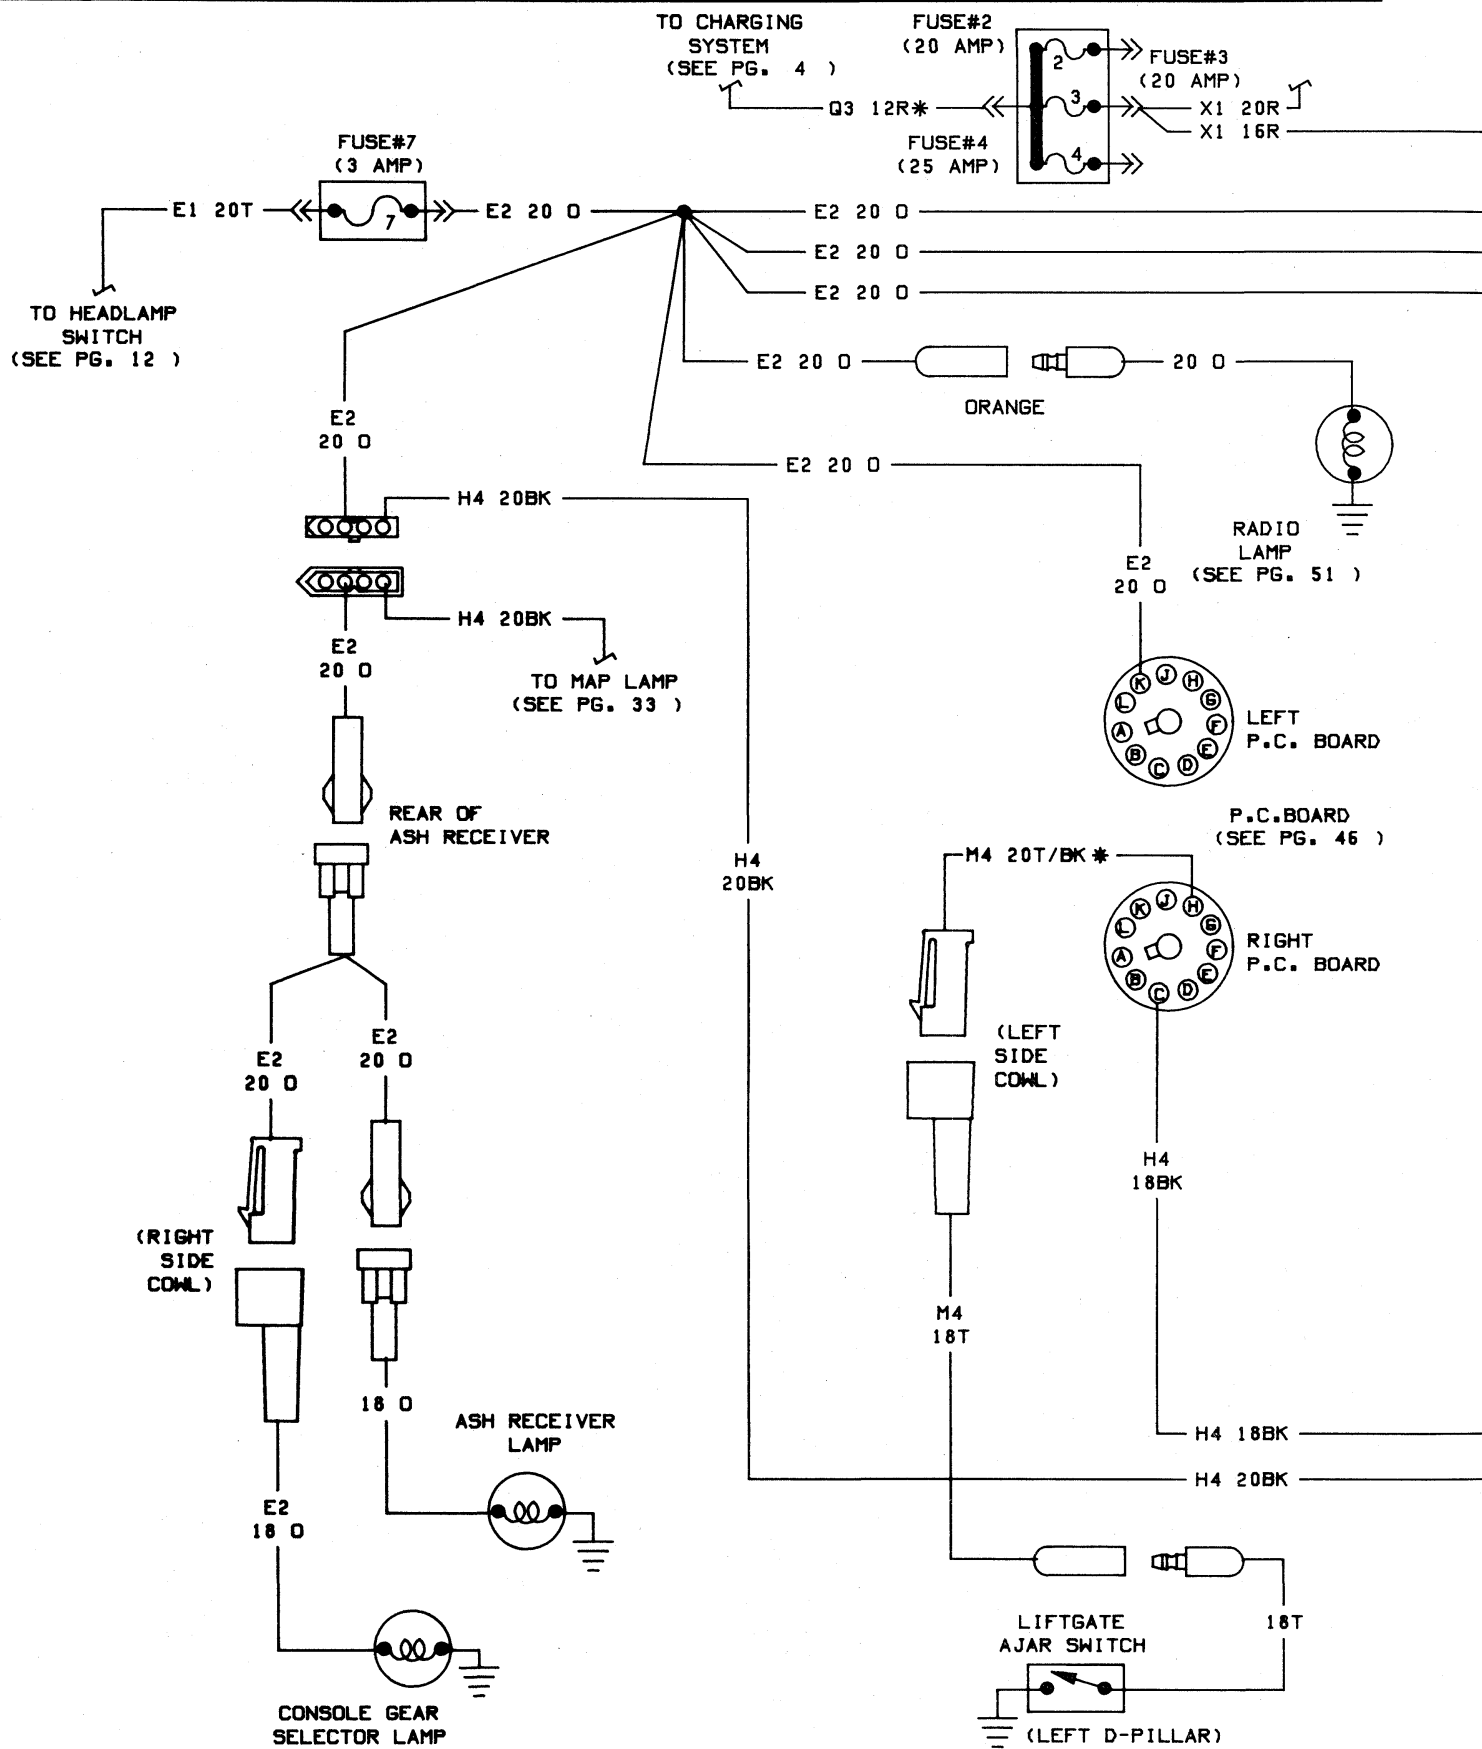 TO CHARGING
SYSTEM
(SEE PG. 4 )
FUSE#2
(20 AMP)
2
FUSE#3
(20 AMP)
Q3 12R*
3
X1 20R
X1 16R
FUSE#4
(25 AMP)
4
FUSE#7
(3 AMP)
E1 20T
7
E2 20 O
E2 20 O
E2 20 O
E2 20 O
TO HEADLAMP
SWITCH
(SEE PG. 12 )
E2 20 O
20 O
ORANGE
E2
20 O
E2 20 O
H4 20BK
RADIO
LAMP
(SEE PG. 51 )
E2
20 O
H4 20BK
E2
20 O
TO MAP LAMP
(SEE PG. 33 )
K J H
L G
A F
B E
C D
LEFT
P.C. BOARD
REAR OF
ASH RECEIVER
P.C.BOARD
(SEE PG. 46 )
H4
20BK
M4 20T/BK*
K J H
L G
A F
B E
C D
RIGHT
P.C. BOARD
E2
20 O
E2
20 O
(LEFT
SIDE
COWL)
H4
18BK
(RIGHT
SIDE
COWL)
M4
18T
18 O
ASH RECEIVER
LAMP
H4 18BK
H4 20BK
E2
18 O
LIFTGATE
AJAR SWITCH
18T
CONSOLE GEAR
SELECTOR LAMP
(LEFT D-PILLAR)